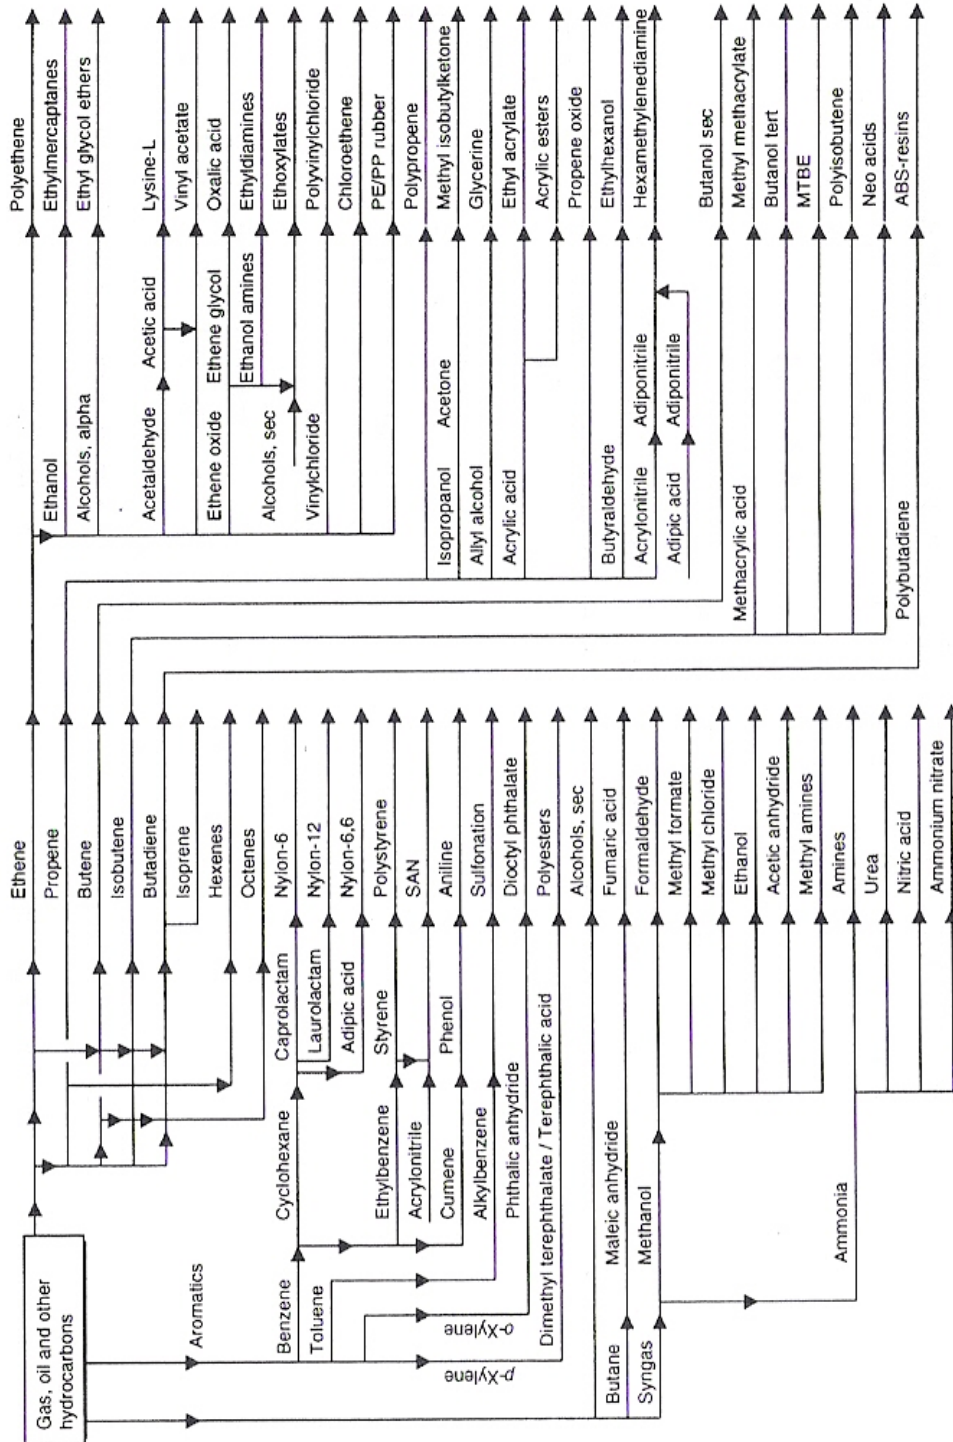 Gas, oil and other
hydrocarbons
Aromatics
Benzene
Toluene
o-Xylene
p-Xylene
Butane
Syngas
Cyclohexane
Ethylbenzene
Acrylonitrile
Cumene
Alkylbenzene
Phthalic anhydride
Dimethyl terephthalate / Terephthalic acid
Maleic anhydride
Methanol
Ammonia
Caprolactam
Laurolactam
Adipic acid
Styrene
Phenol
Ethene
Propene
Butene
Isobutene
Butadiene
Isoprene
Hexenes
Octenes
Nylon-6
Nylon-12
Nylon-6,6
Polystyrene
SAN
Aniline
Sulfonation
Dioctyl phthalate
Polyesters
Alcohols, sec
Fumaric acid
Formaldehyde
Methyl formate
Methyl chloride
Ethanol
Acetic anhydride
Methyl amines
Amines
Urea
Nitric acid
Ammonium nitrate
Ethanol
Alcohols, alpha
Acetaldehyde
Acetic acid
Ethene oxide
Ethene glycol
Ethanol amines
Alcohols, sec
Vinylchloride
Isopropanol
Acetone
Allyl alcohol
Acrylic acid
Butyraldehyde
Acrylonitrile
Adiponitrile
Adipic acid
Adiponitrile
Methacrylic acid
Polybutadiene
Polyethene
Ethylmercaptanes
Ethyl glycol ethers
Lysine-L
Vinyl acetate
Oxalic acid
Ethyldiamines
Ethoxylates
Polyvinylchloride
Chloroethene
PE/PP rubber
Polypropene
Methyl isobutylketone
Glycerine
Ethyl acrylate
Acrylic esters
Propene oxide
Ethylhexanol
Hexamethylenediamine
Butanol sec
Methyl methacrylate
Butanol tert
MTBE
Polyisobutene
Neo acids
ABS-resins